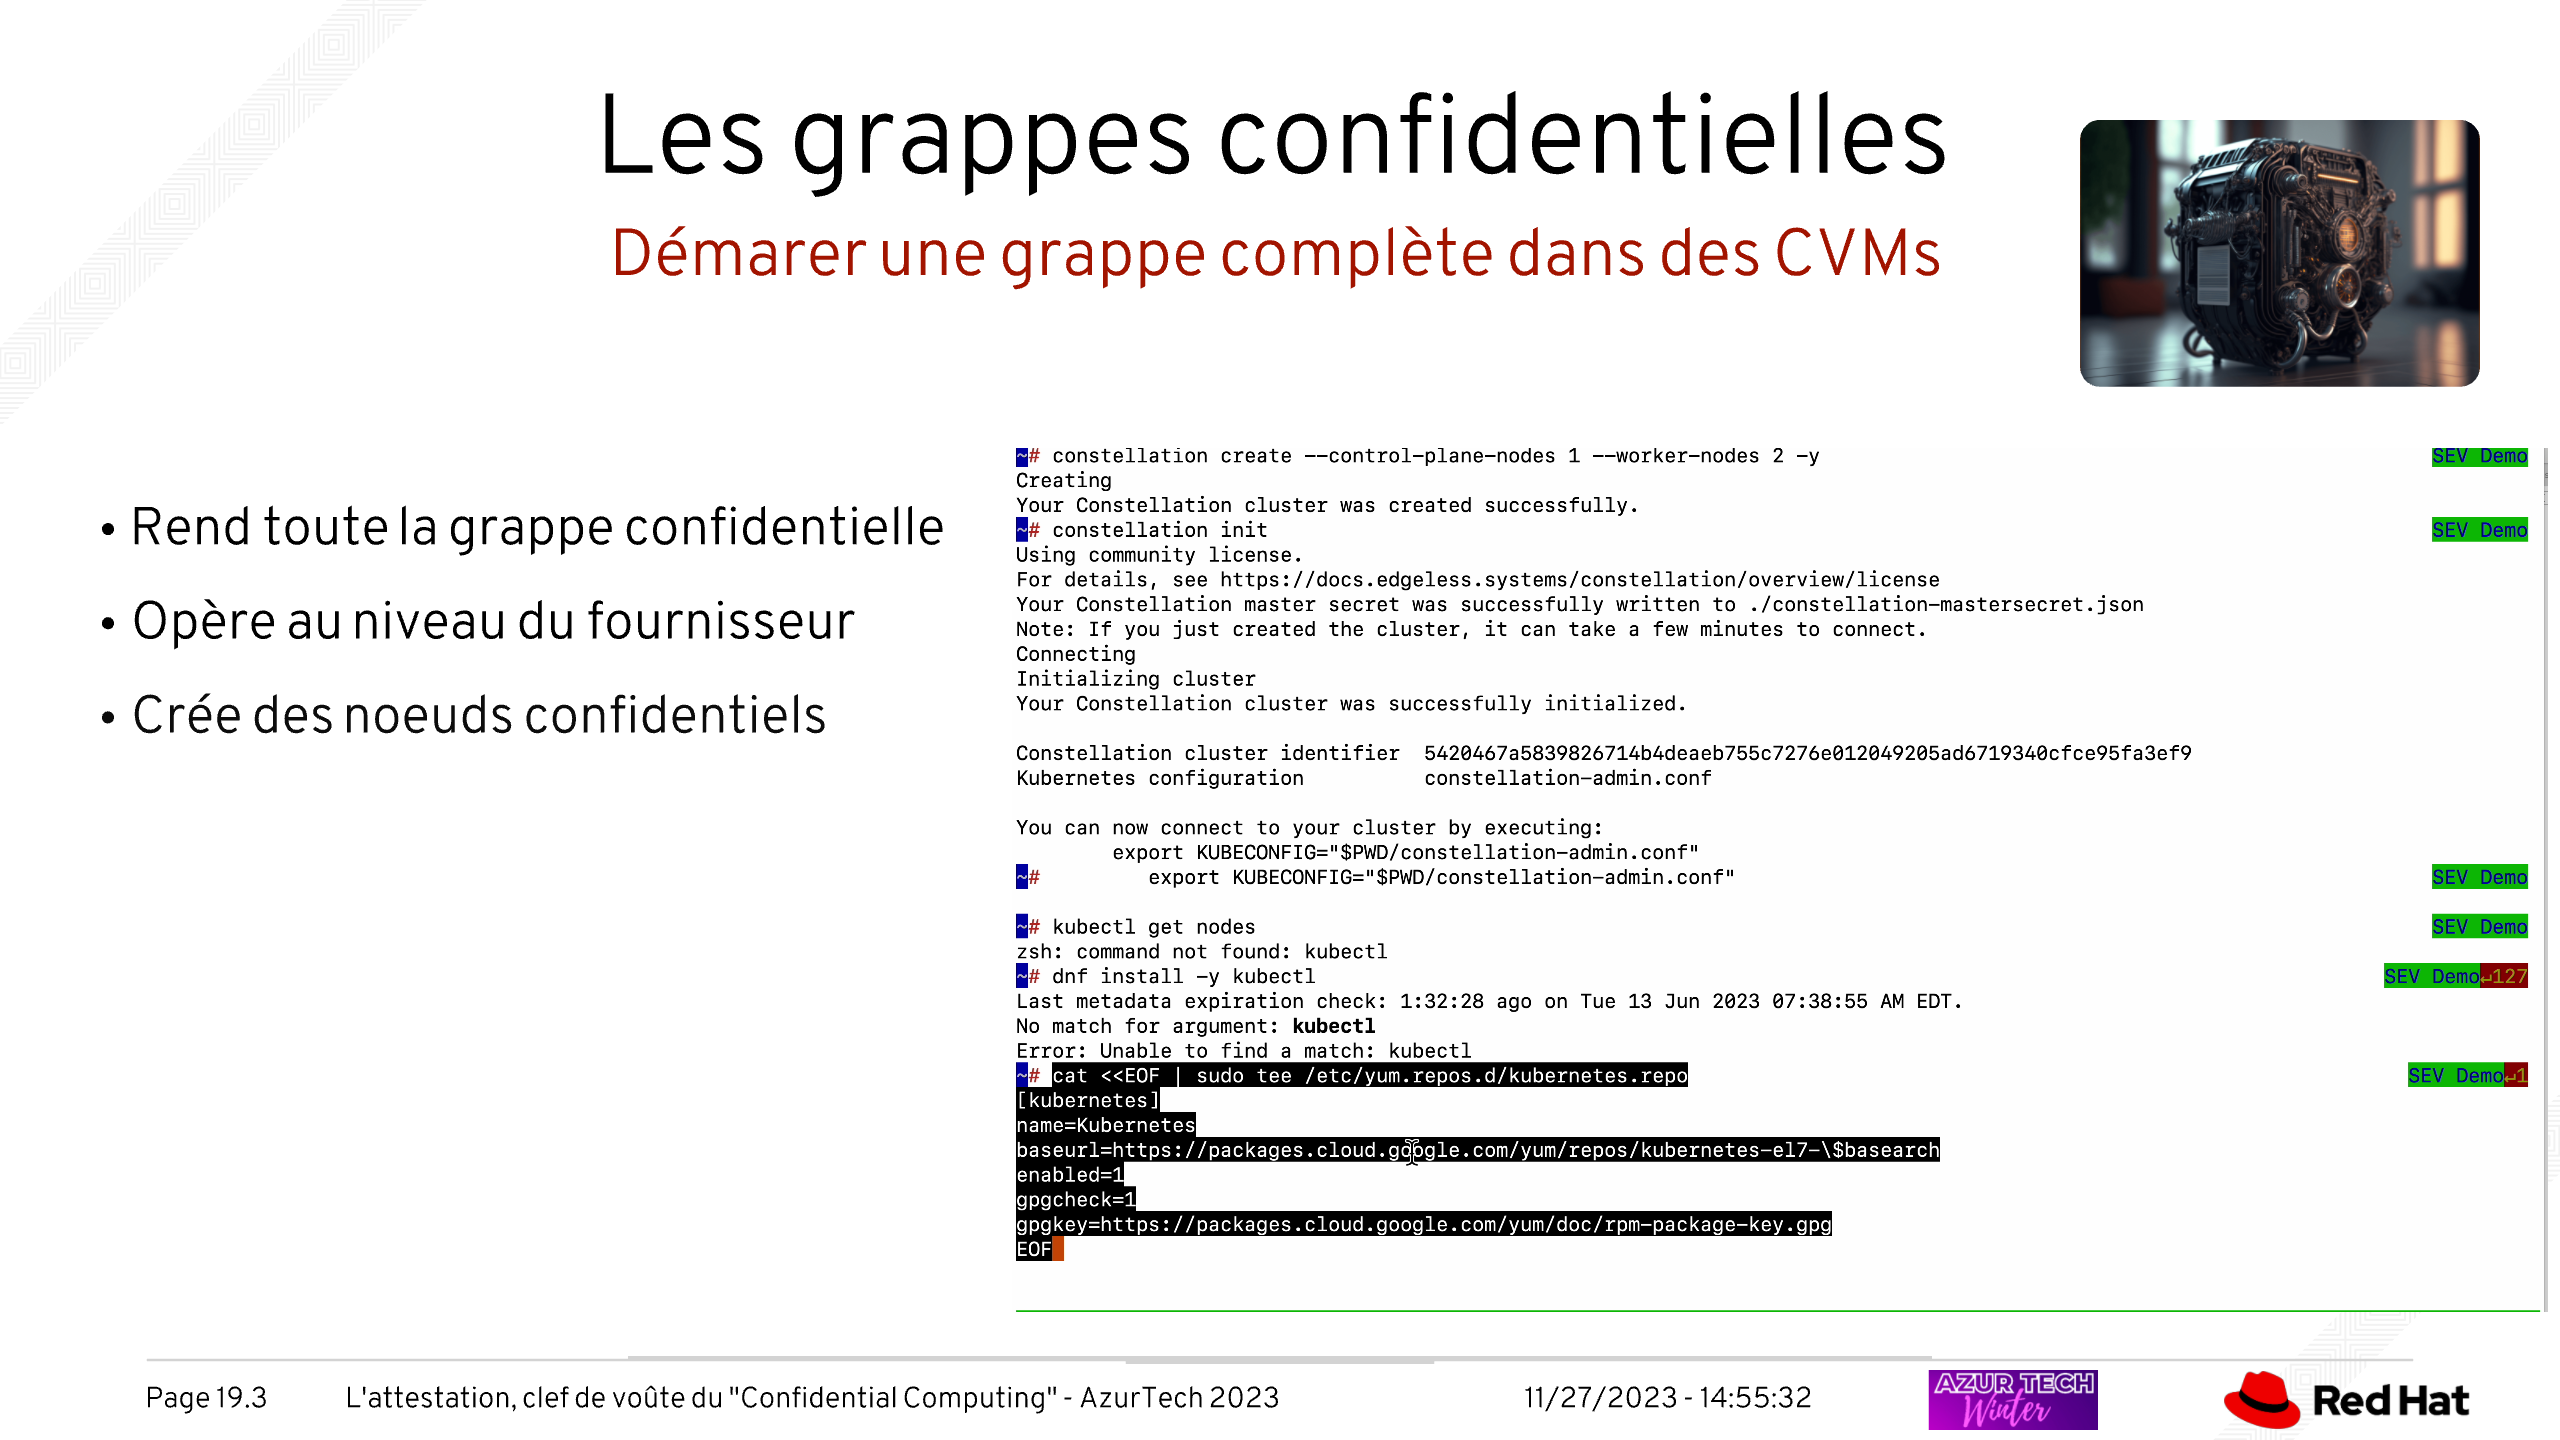 Les grappes confidentielles
Démarer une grappe complète dans des CVMs
• Rend toute la grappe confidentielle
• Opère au niveau du fournisseur
• Crée des noeuds confidentiels
~# constellation create --control-plane-nodes 1 --worker-nodes 2 -y SEV Demo
Creating
Your Constellation cluster was created successfully.
~# constellation init SEV Demo
Using community license.
For details, see https://docs.edgeless.systems/constellation/overview/license
Your Constellation master secret was successfully written to ./constellation-mastersecret.json
Note: If you just created the cluster, it can take a few minutes to connect.
Connecting
Initializing cluster
Your Constellation cluster was successfully initialized.
Constellation cluster identifier 5420467a5839826714b4deaeb755c7276e012049205ad6719340cfce95fa3ef9
Kubernetes configuration constellation-admin.conf
You can now connect to your cluster by executing:
export KUBECONFIG="$PWD/constellation-admin.conf"
~# export KUBECONFIG="$PWD/constellation-admin.conf" SEV Demo
~# kubectl get nodes SEV Demo
zsh: command not found: kubectl
~# dnf install -y kubectl SEV Demo↵127
Last metadata expiration check: 1:32:28 ago on Tue 13 Jun 2023 07:38:55 AM EDT.
No match for argument: kubectl
Error: Unable to find a match: kubectl
~# cat <<EOF | sudo tee /etc/yum.repos.d/kubernetes.repo SEV Demo↵1
[kubernetes]
name=Kubernetes
baseurl=https://packages.cloud.google.com/yum/repos/kubernetes-el7-\$basearch
enabled=1
gpgcheck=1
gpgkey=https://packages.cloud.google.com/yum/doc/rpm-package-key.gpg
EOF
Page 19.3 L'attestation, clef de voûte du "Confidential Computing" - AzurTech 2023 11/27/2023 - 14:55:32
AZUR TECH
Winter
Red Hat